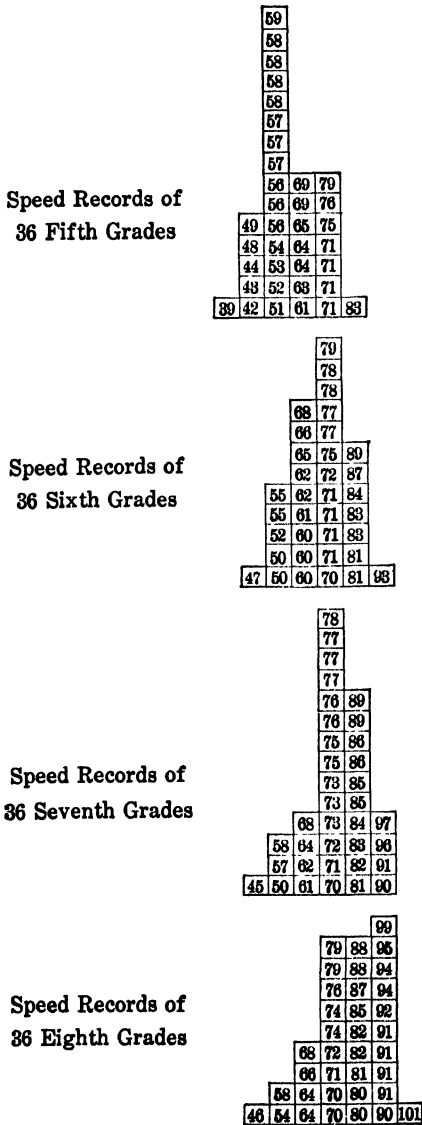 59
58
58
58
58
57
57
57
56 69 79
Speed Records of
56 69 76
36 Fifth Grades
49 56 65 75
48 54 64 71
44 53 64 71
43 52 63 71
39 42 51 61 71 83
79
78
78
68 77
66 77
Speed Records of
65 75 89
62 72 87
36 Sixth Grades
55 62 71 84
55 61 71 83
52 60 71 83
50 60 71 81
47 50 60 70 81 93
78
77
77
77
76 89
76 89
75 86
75 86
Speed Records of
73 85
73 85
36 Seventh Grades
68 73 84 97
58 64 72 83 96
57 62 71 82 91
45 50 61 70 81 90
99
79 88 95
79 88 94
76 87 94
74 85 92
Speed Records of
74 82 91
36 Eighth Grades
68 72 82 91
66 71 81 91
58 64 70 80 91
46 54 64 70 80 90 101